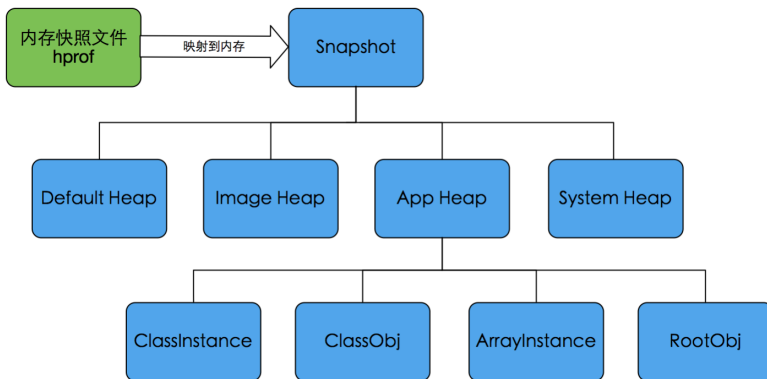 内存快照文件
hprof
映射到内存
Snapshot
Default Heap
Image Heap
App Heap
System Heap
ClassInstance
ClassObj
ArrayInstance
RootObj